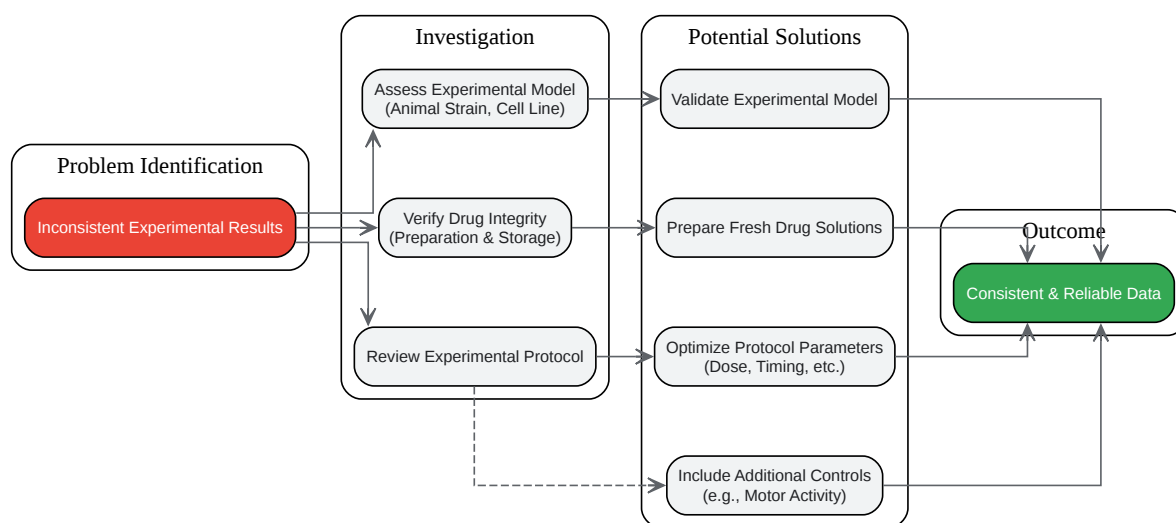 Problem Identification
Inconsistent Experimental Results
Investigation
Assess Experimental Model
(Animal Strain, Cell Line)
Verify Drug Integrity
(Preparation & Storage)
Review Experimental Protocol
Potential Solutions
Validate Experimental Model
Prepare Fresh Drug Solutions
Optimize Protocol Parameters
(Dose, Timing, etc.)
Include Additional Controls
(e.g., Motor Activity)
Outcome
Consistent & Reliable Data